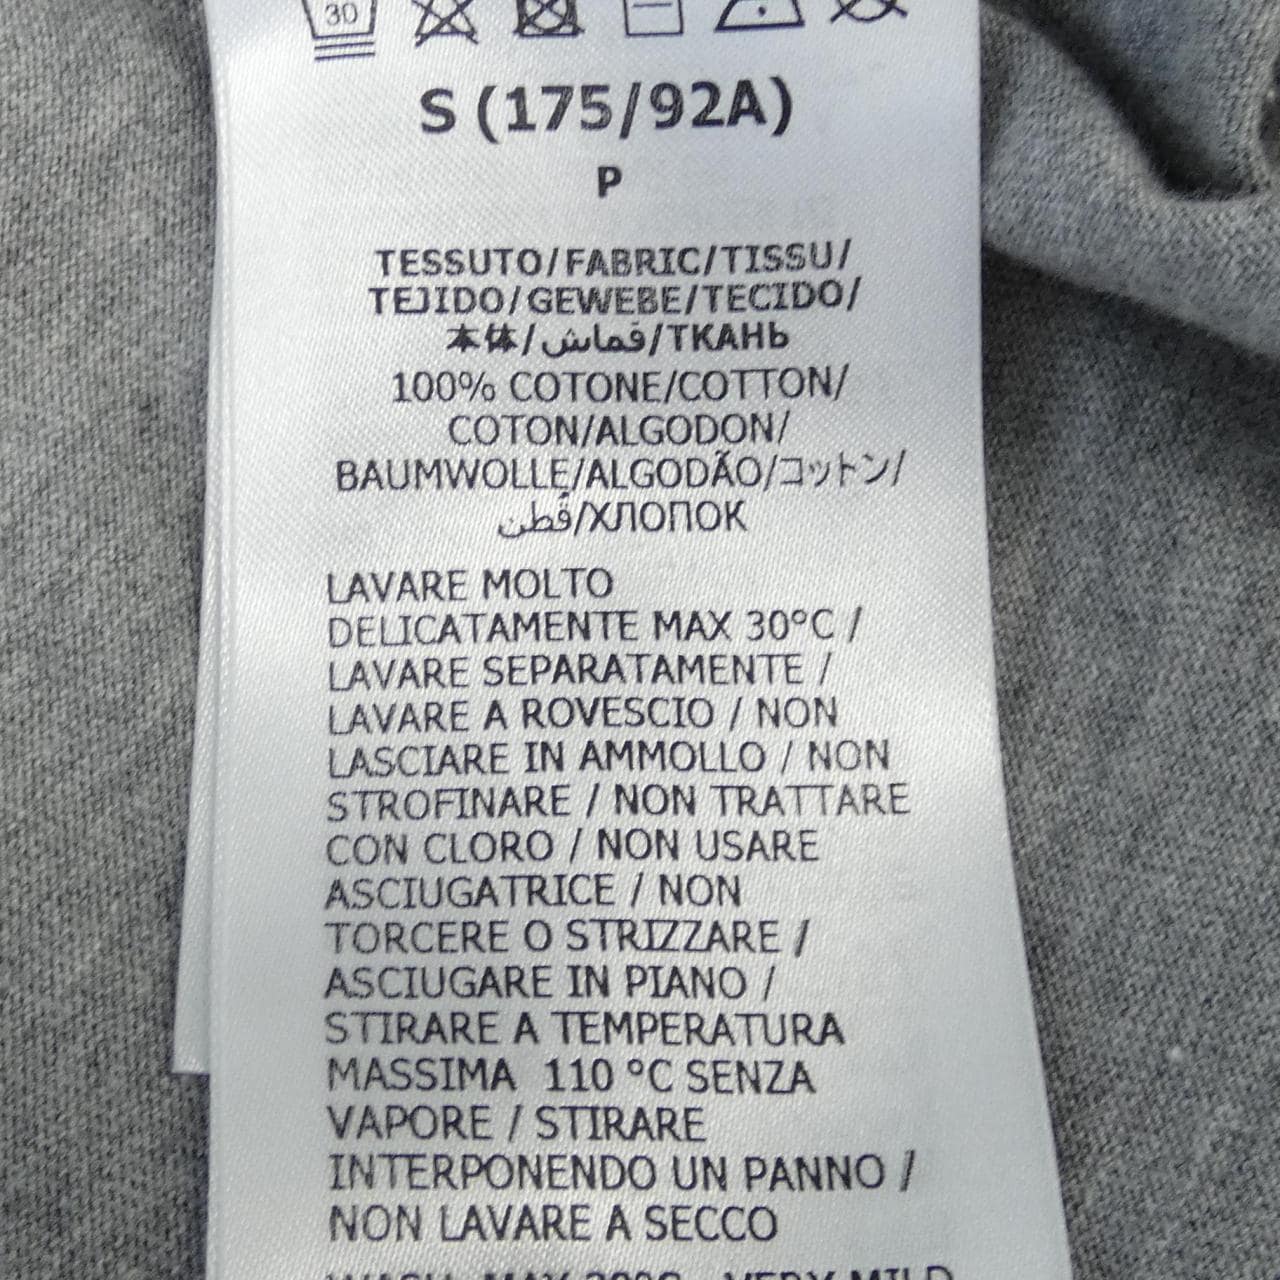 30
S (175/92A)
P
TESSUTO/FABRIC/TISSU/
TEJIDO/GEWEBE/TECIDO/
本体/قماش/ТКАНЬ
100% COTONE/COTTON/
COTON/ALGODON/
BAUMWOLLE/ALGODÃO/コットン/
قُطن/ХЛОПОК
LAVARE MOLTO
DELICATAMENTE MAX 30°C /
LAVARE SEPARATAMENTE /
LAVARE A ROVESCIO / NON
LASCIARE IN AMMOLLO / NON
STROFINARE / NON TRATTARE
CON CLORO / NON USARE
ASCIUGATRICE / NON
TORCERE O STRIZZARE /
ASCIUGARE IN PIANO /
STIRARE A TEMPERATURA
MASSIMA 110 °C SENZA
VAPORE / STIRARE
INTERPONENDO UN PANNO /
NON LAVARE A SECCO
VERY MILD